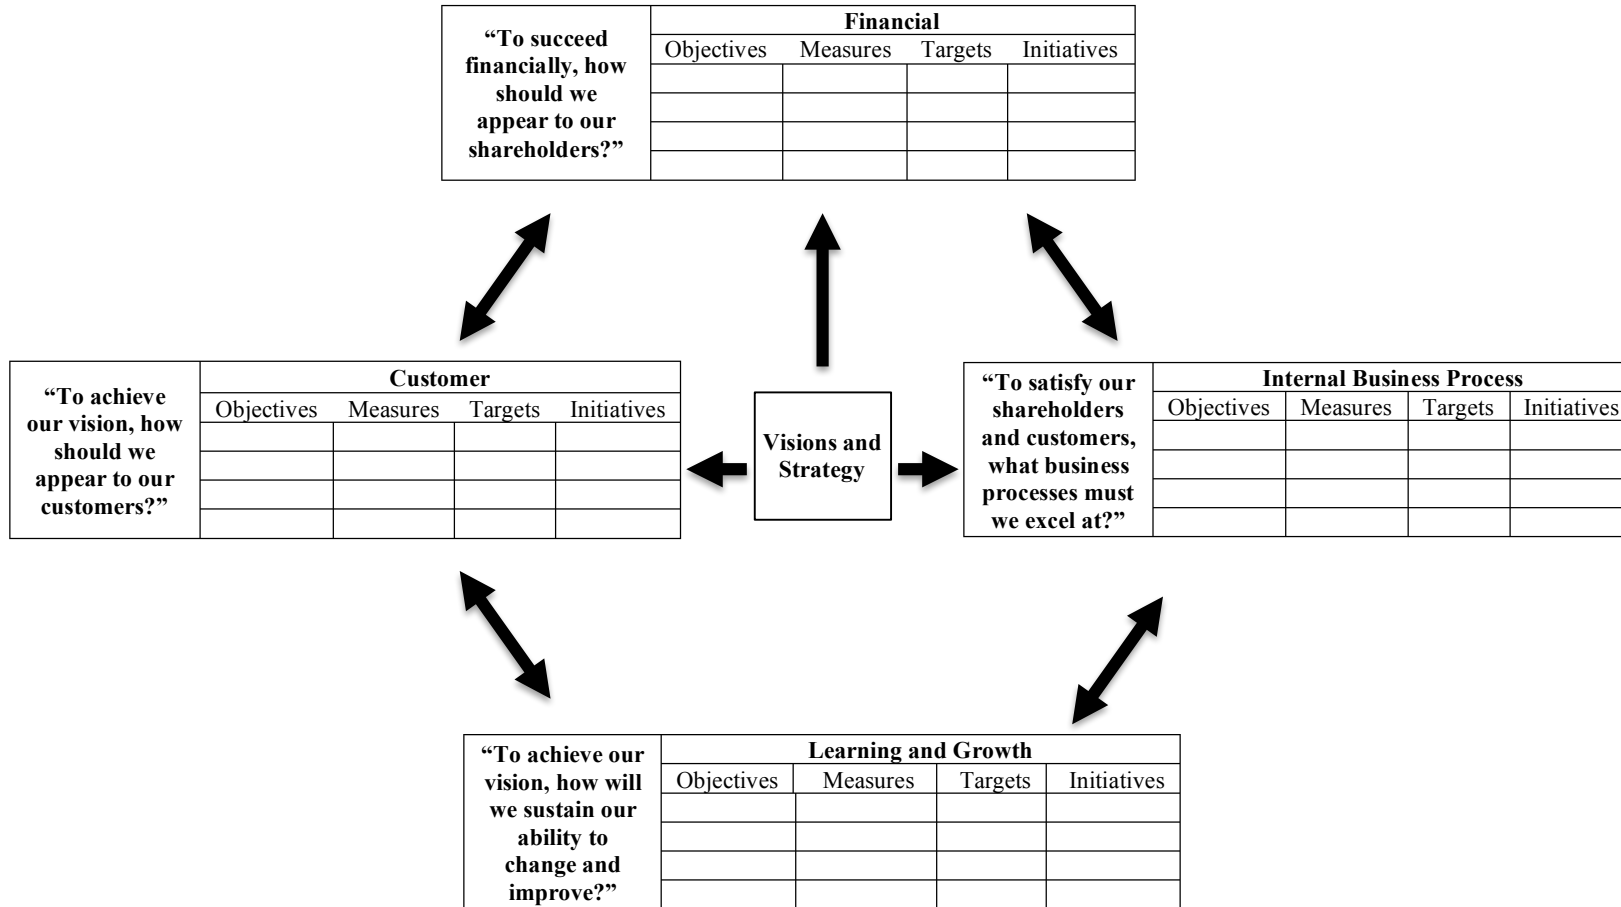 “To succeed
financially, how
should we
appear to our
shareholders?”
Financial
Objectives Measures Targets Initiatives
“To achieve
our vision, how
should we
appear to our
customers?”
Customer
Objectives Measures Targets Initiatives
Visions and
Strategy
“To satisfy our
shareholders
and customers,
what business
processes must
we excel at?”
Internal Business Process
Objectives Measures Targets Initiatives
“To achieve our
vision, how will
we sustain our
ability to
change and
improve?”
Learning and Growth
Objectives Measures Targets Initiatives